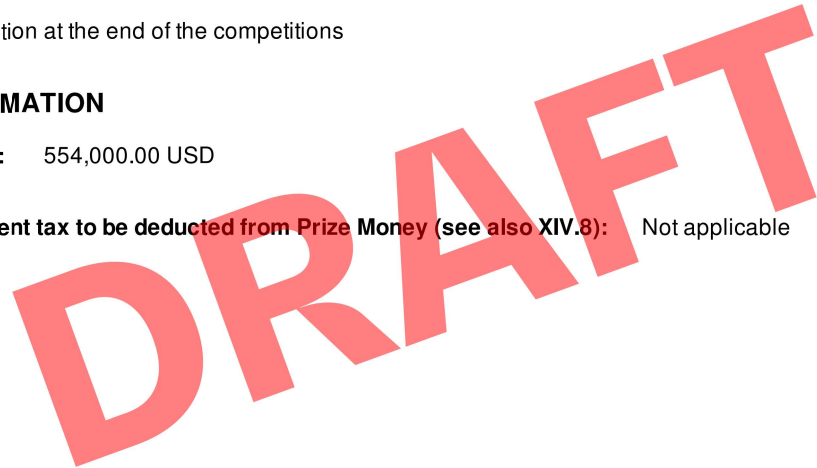 tion at the end of the competitions
MATION
: 554,000.00 USD
ent tax to be deducted from Prize Money (see also XIV.8): Not applicable
DRAFT